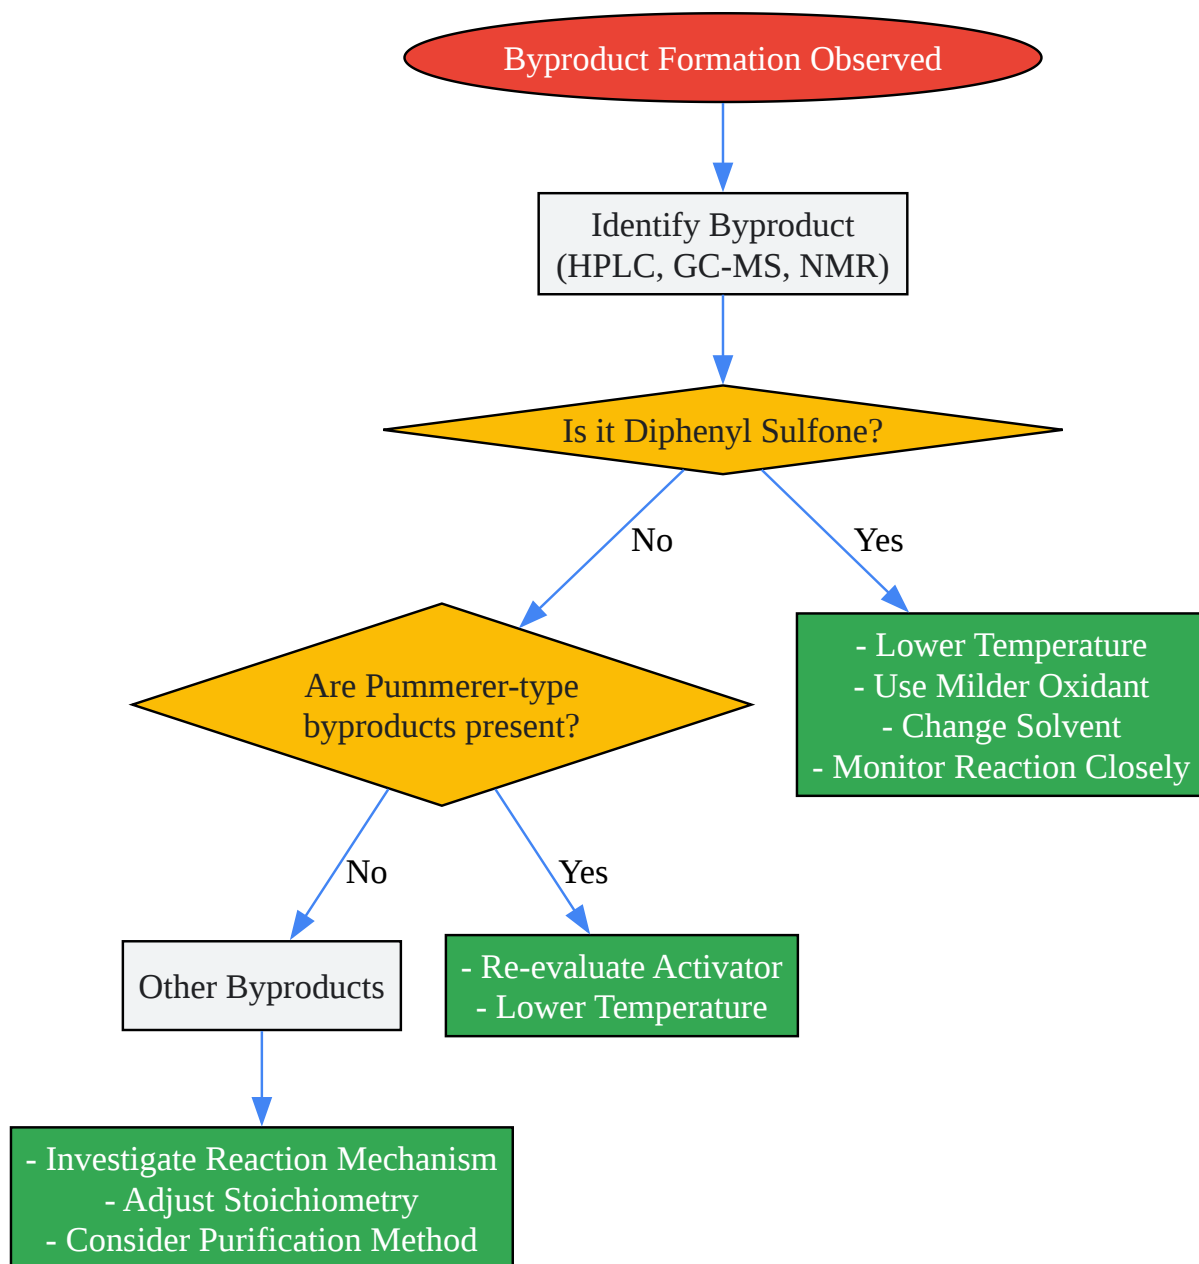 Byproduct Formation Observed
Identify Byproduct
(HPLC, GC-MS, NMR)
Is it Diphenyl Sulfone?
No
Yes
- Lower Temperature
- Use Milder Oxidant
- Change Solvent
- Monitor Reaction Closely
Are Pummerer-type
byproducts present?
No
Yes
Other Byproducts
- Re-evaluate Activator
- Lower Temperature
- Investigate Reaction Mechanism
- Adjust Stoichiometry
- Consider Purification Method